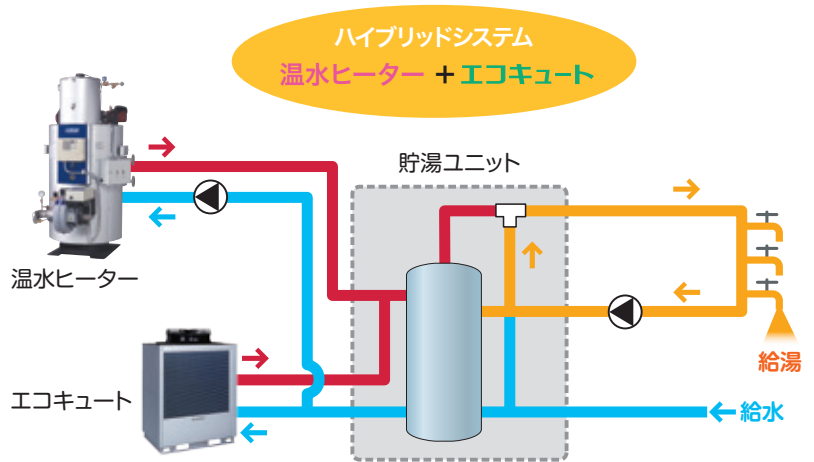 ハイブリッドシステム
温水ヒーター + エコキュート
貯湯ユニット
温水ヒーター
給湯
エコキュート
給水